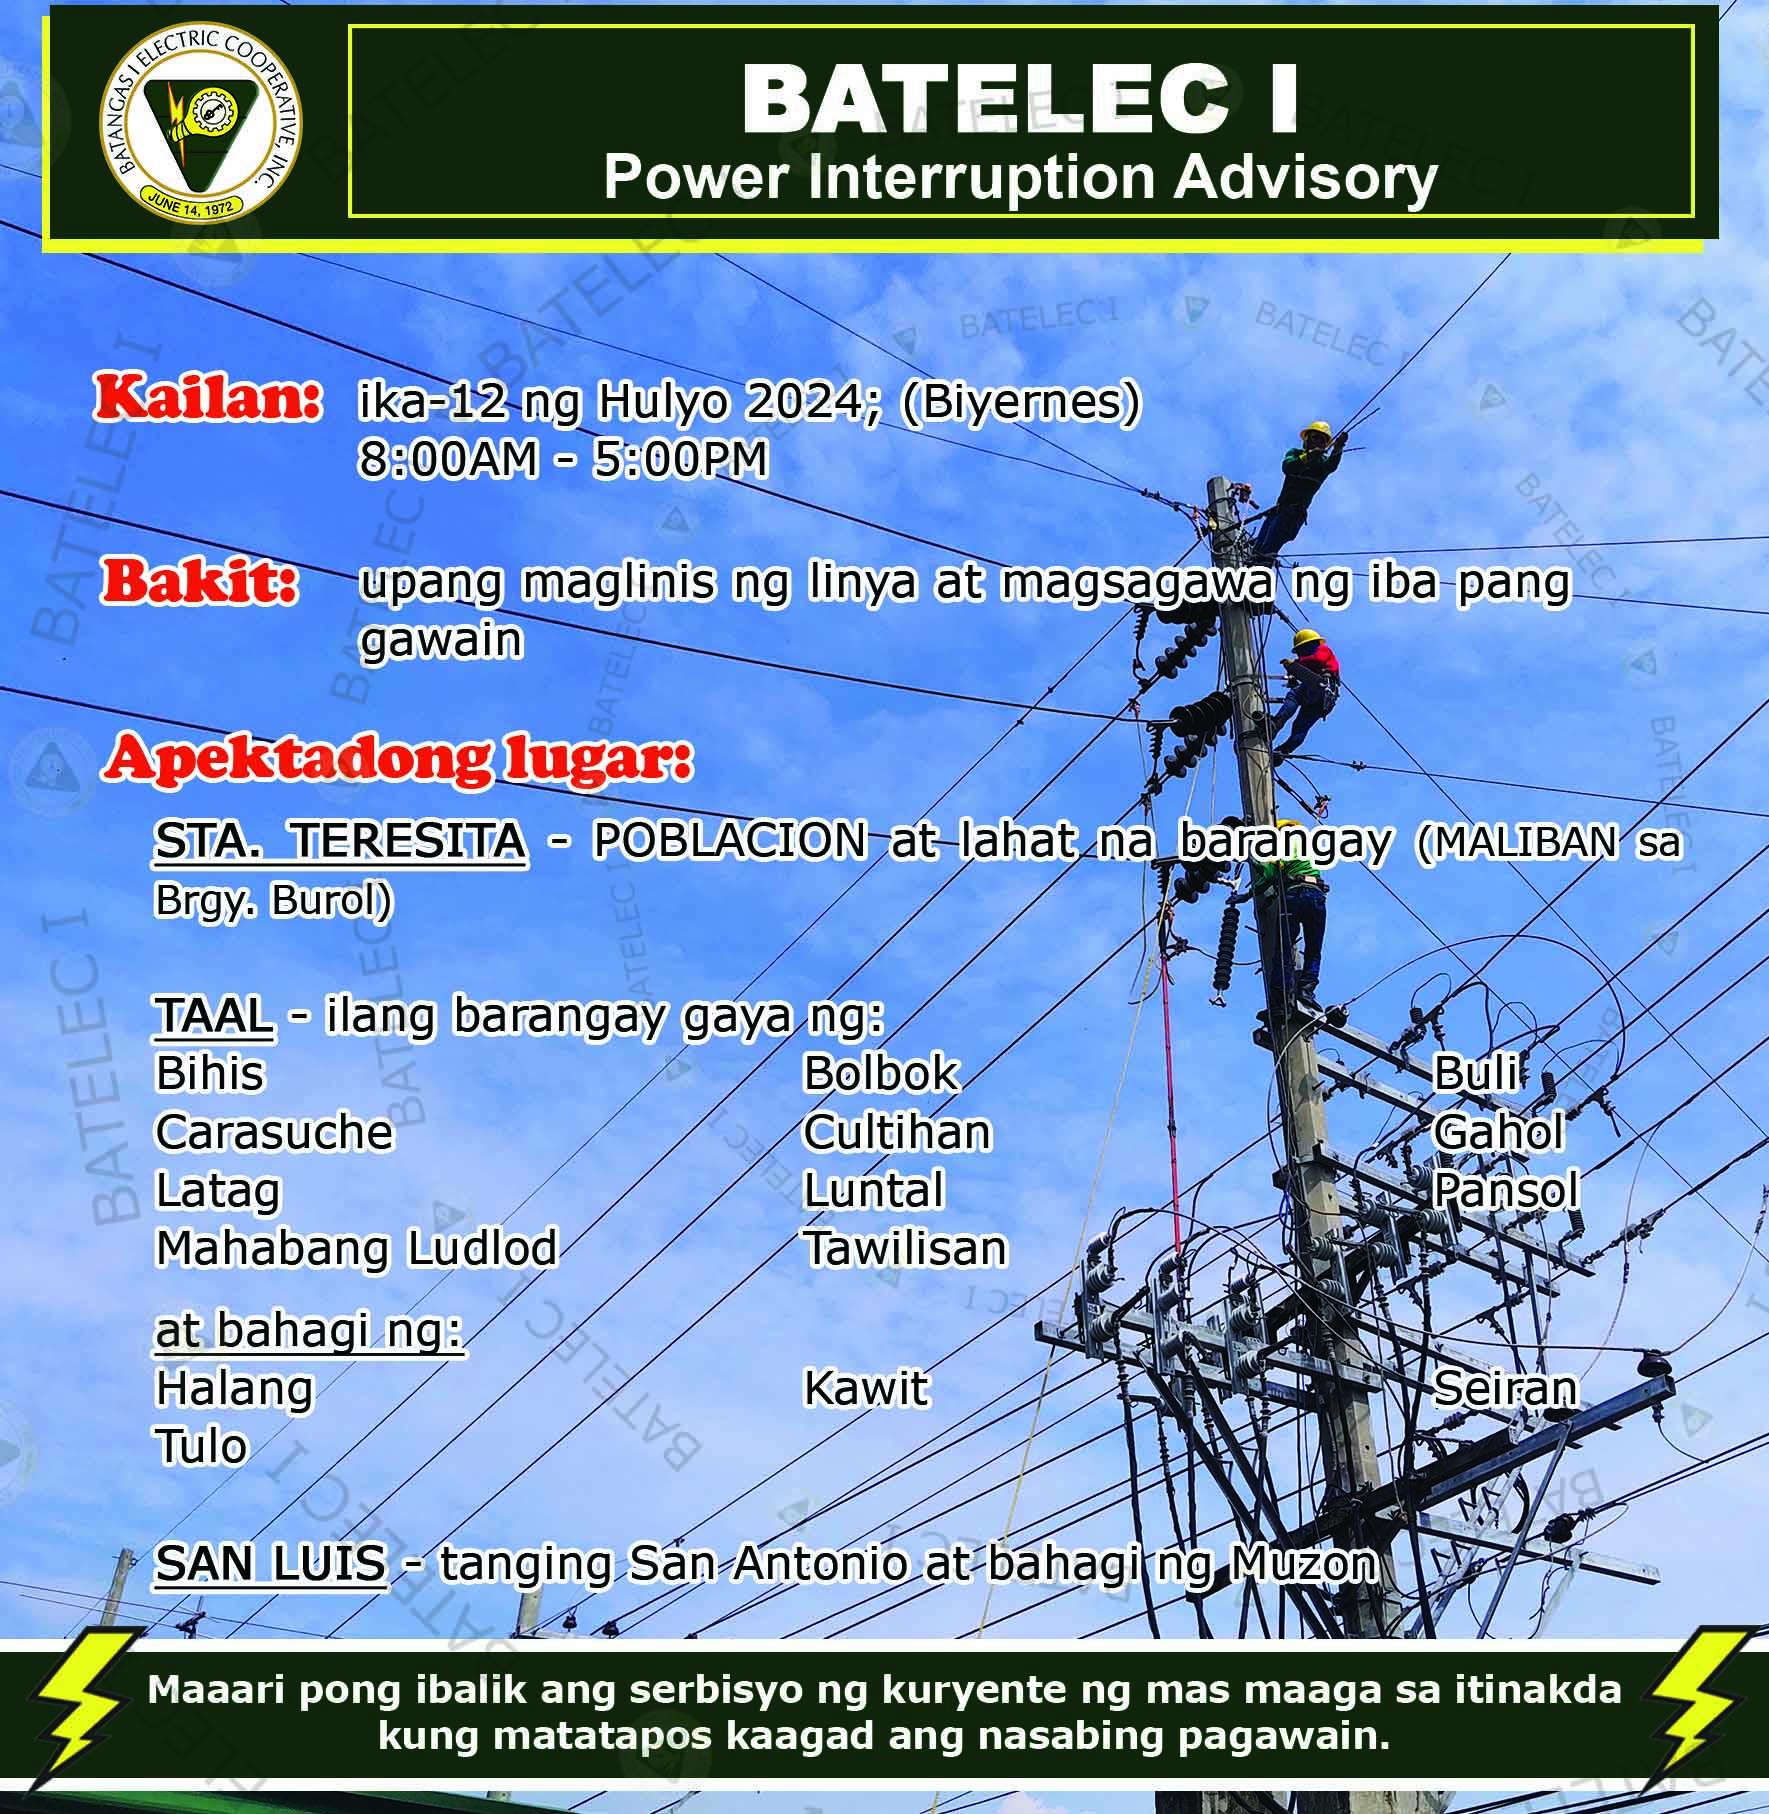 BATANGAS I ELECTRIC COOPERATIVE, INC.
JUNE 14, 1972
BATELEC I
Power Interruption Advisory
Kailan: ika-12 ng Hulyo 2024; (Biyernes)
8:00AM - 5:00PM
Bakit: upang maglinis ng linya at magsagawa ng iba pang
gawain
Apektadong lugar:
STA. TERESITA - POBLACION at lahat na barangay (MALIBAN sa
Brgy. Burol)
TAAL - ilang barangay gaya ng:
Bihis Bolbok Buli
Carasuche Cultihan Gahol
Latag Luntal Pansol
Mahabang Ludlod Tawilisan
at bahagi ng:
Halang Kawit Seiran
Tulo
SAN LUIS - tanging San Antonio at bahagi ng Muzon
Maaari pong ibalik ang serbisyo ng kuryente ng mas maaga sa itinakda
kung matatapos kaagad ang nasabing pagawain.